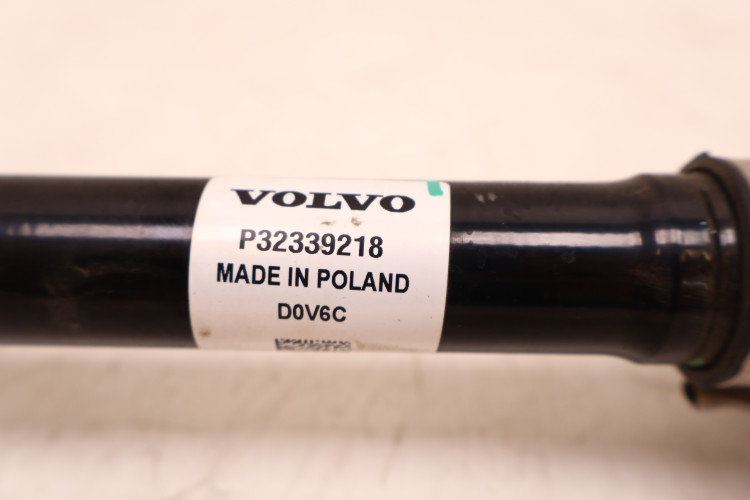 VOLVO
P32339218
MADE IN POLAND
D0V6C